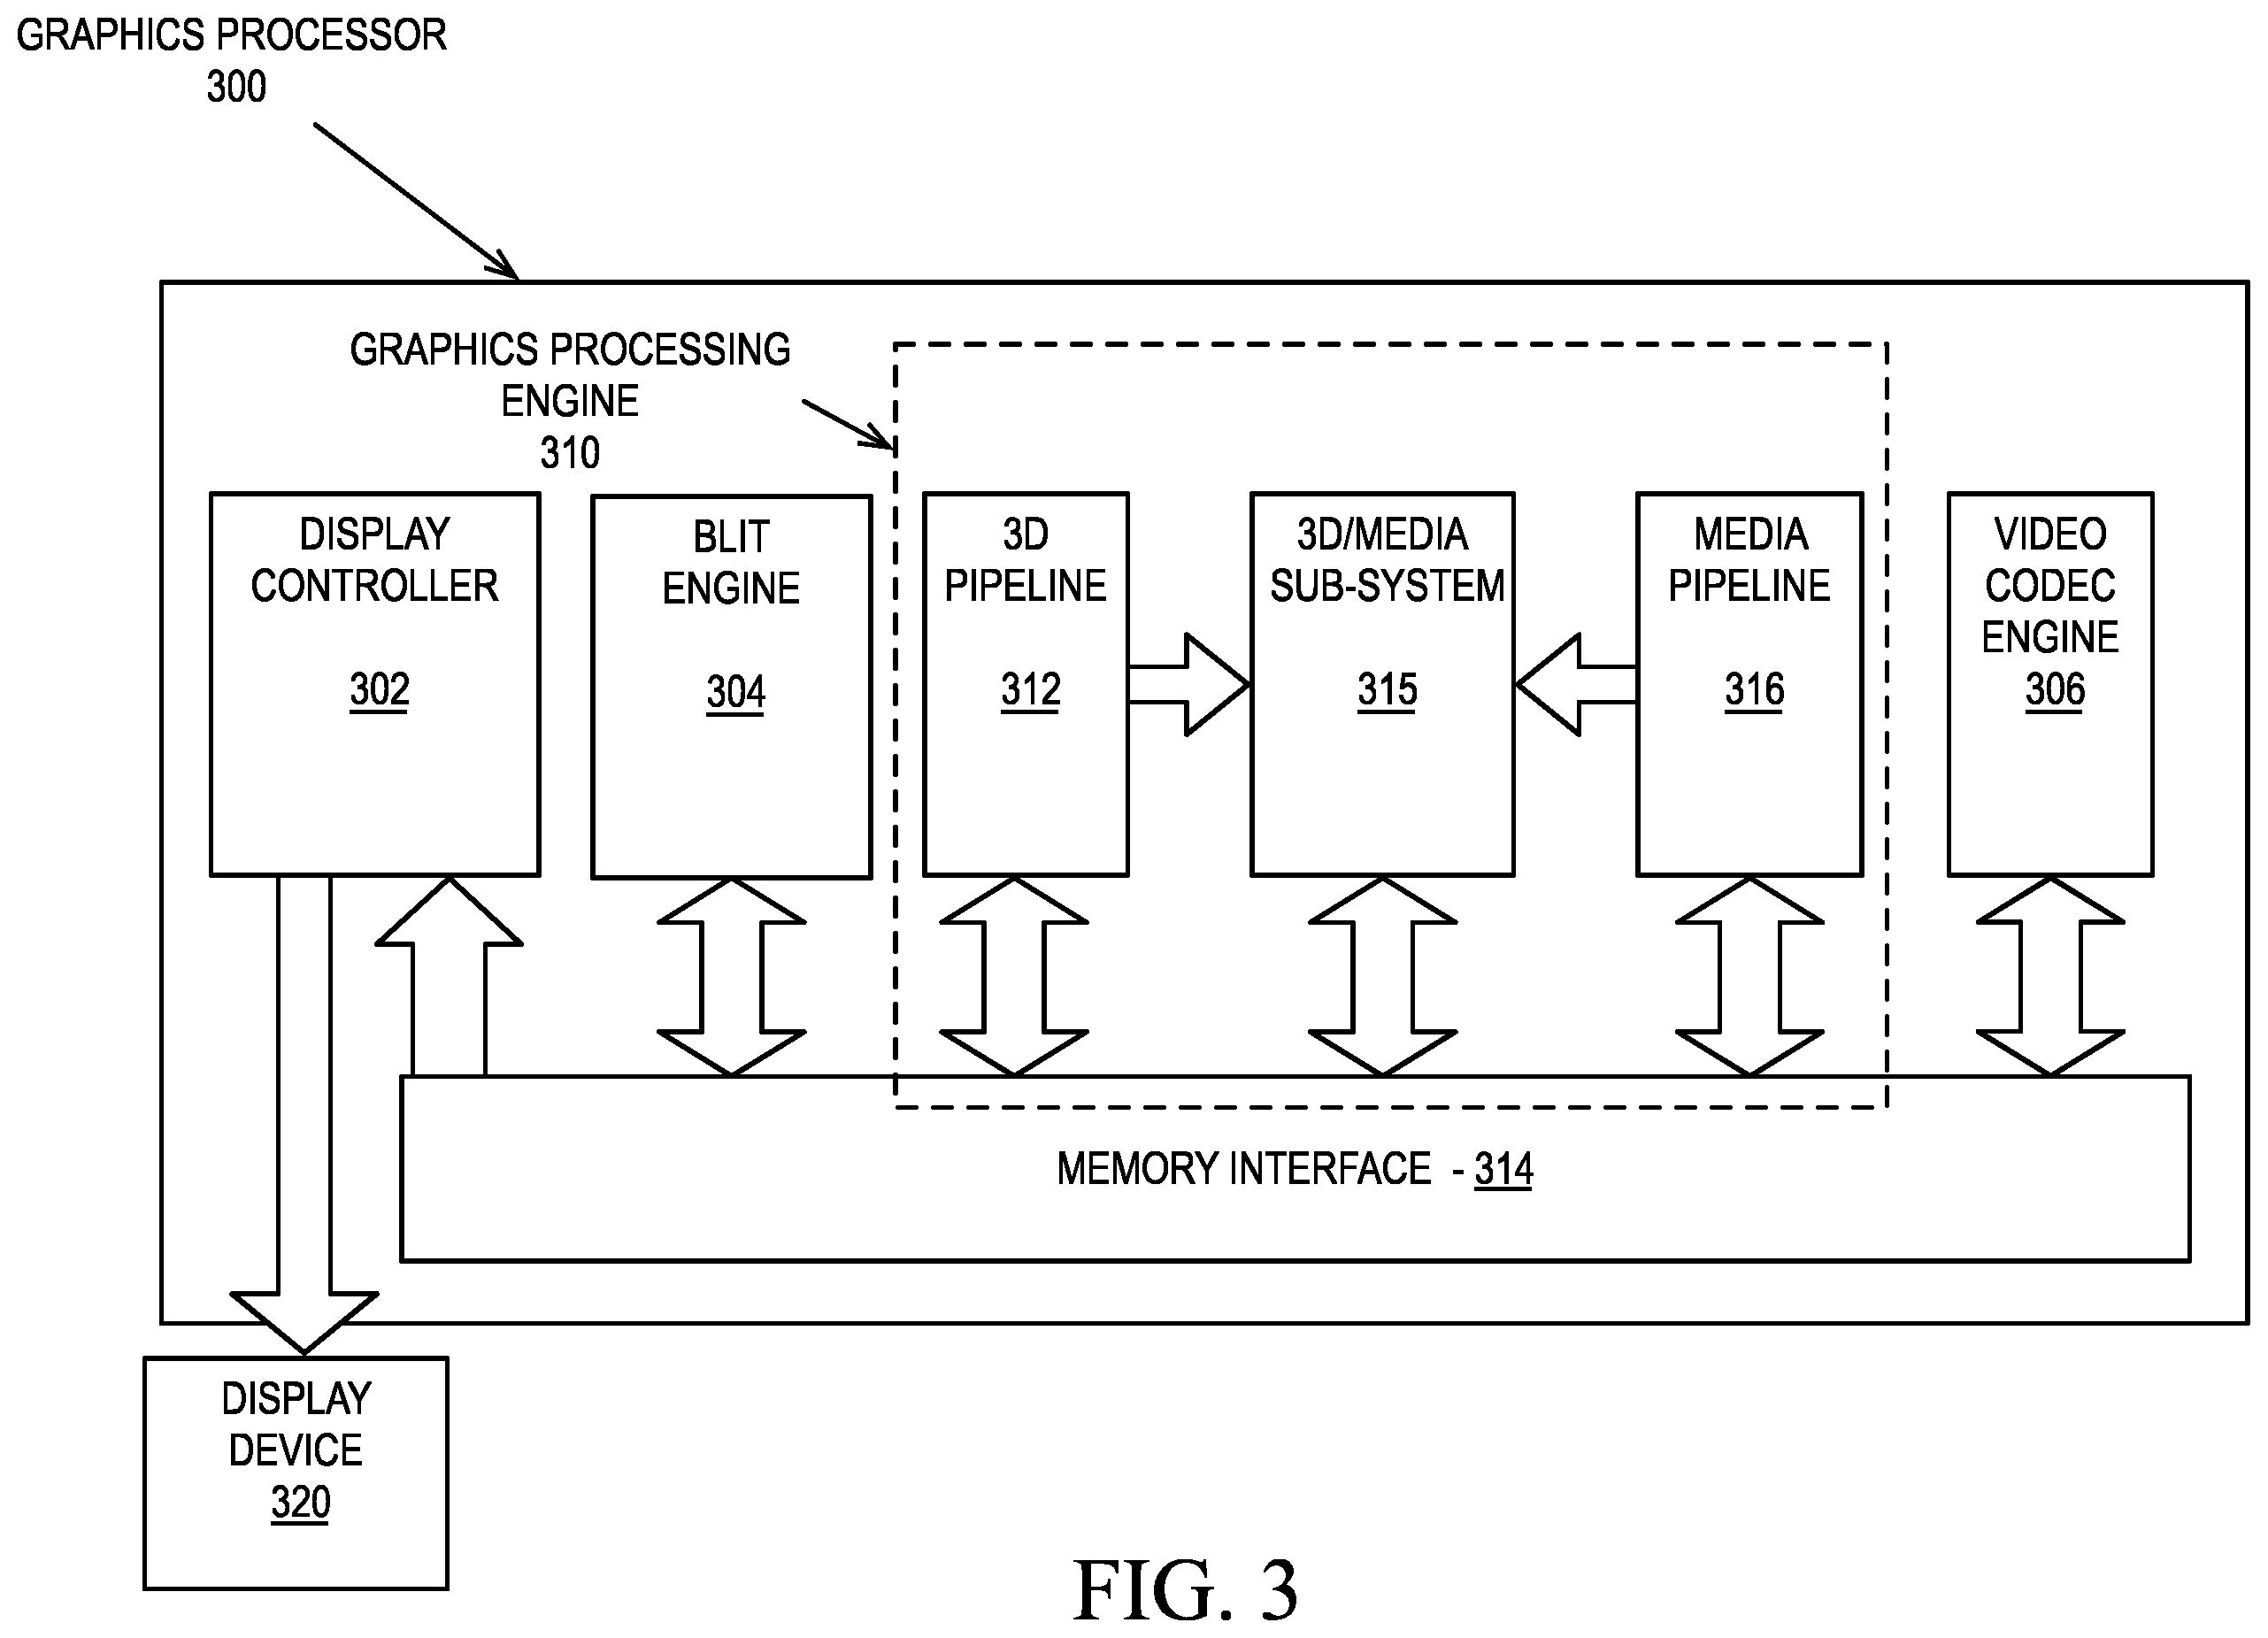 GRAPHICS PROCESSOR
300
GRAPHICS PROCESSING
ENGINE
310
DISPLAY
CONTROLLER
302
BLIT
ENGINE
304
3D
PIPELINE
312
3D/MEDIA
SUB-SYSTEM
315
MEDIA
PIPELINE
316
VIDEO
CODEC
ENGINE
306
MEMORY INTERFACE - 314
DISPLAY
DEVICE
320
FIG. 3